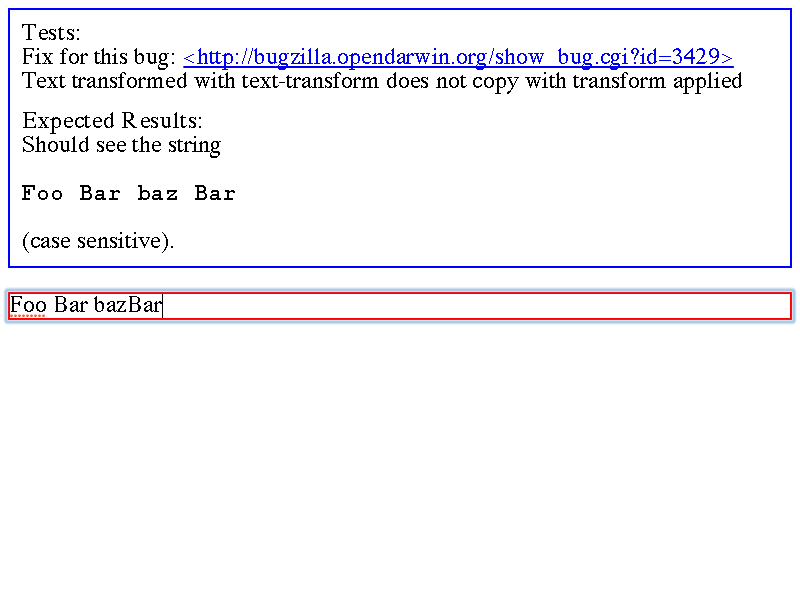 Tests:
Fix for this bug: <http://bugzilla.opendarwin.org/show_bug.cgi?id=3429>
Text transformed with text-transform does not copy with transform applied
Expected Results:
Should see the string
Foo Bar baz Bar
(case sensitive).
Foo Bar bazBar